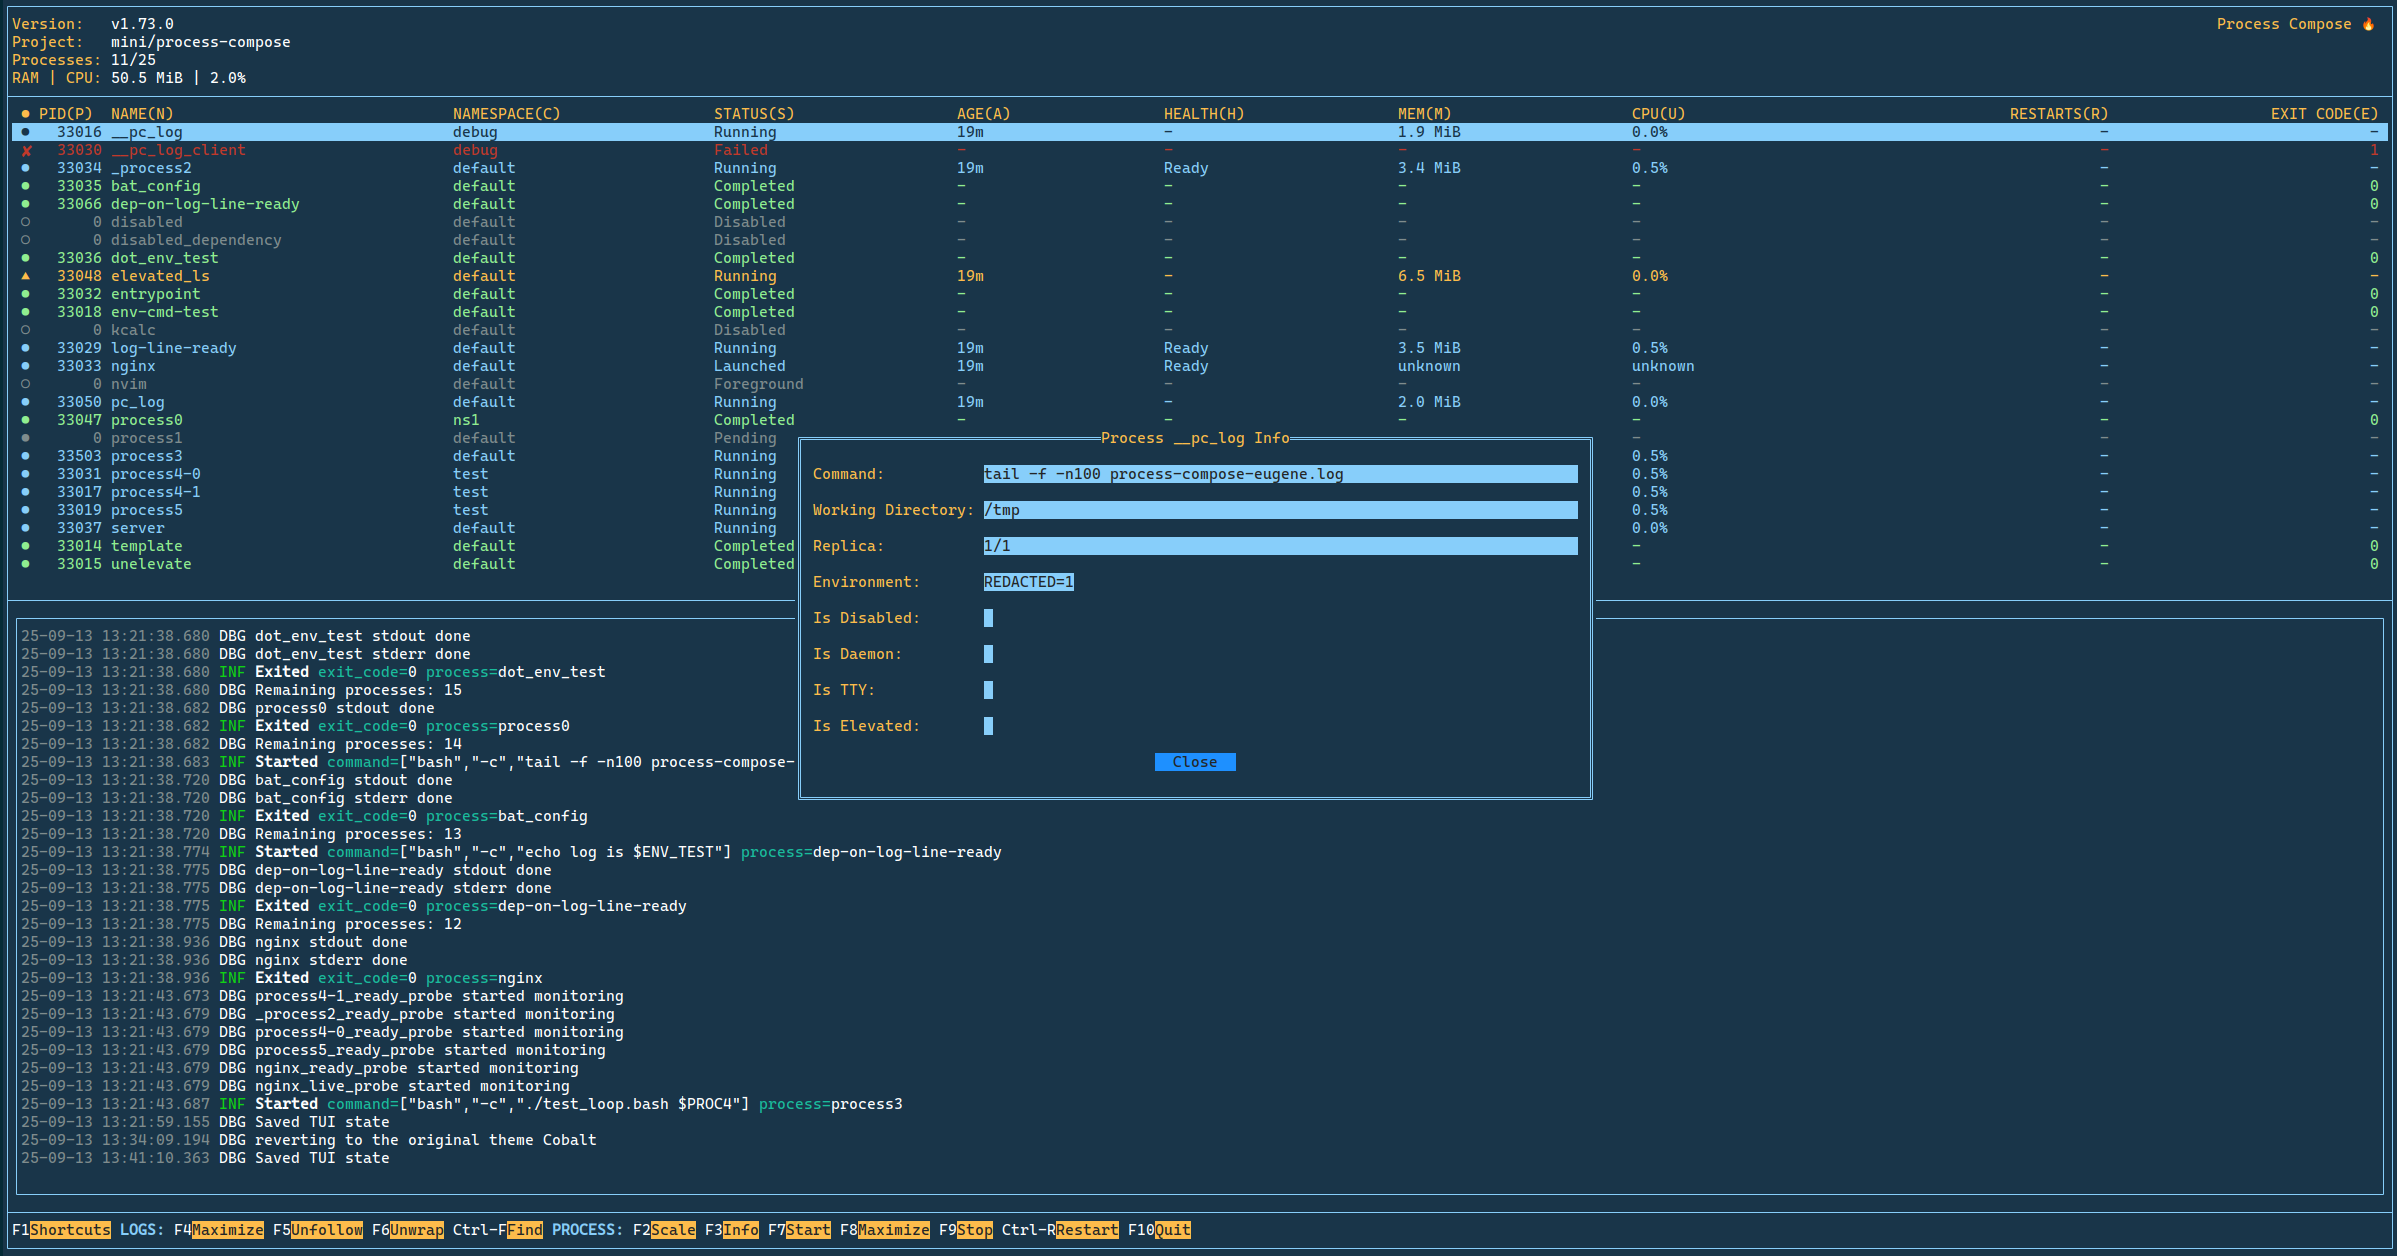 Version: v1.73.0 Process Compose 🔥
Project: mini/process-compose
Processes: 11/25
RAM | CPU: 50.5 MiB | 2.0%
● PID(P) NAME(N) NAMESPACE(C) STATUS(S) AGE(A) HEALTH(H) MEM(M) CPU(U) RESTARTS(R) EXIT CODE(E)
● 33016 __pc_log debug Running 19m - 1.9 MiB 0.0% - -
✘ 33030 __pc_log_client debug Failed - - - - - 1
● 33034 _process2 default Running 19m Ready 3.4 MiB 0.5% - -
● 33035 bat_config default Completed - - - - - 0
● 33066 dep-on-log-line-ready default Completed - - - - - 0
○ 0 disabled default Disabled - - - - - -
○ 0 disabled_dependency default Disabled - - - - - -
● 33036 dot_env_test default Completed - - - - - 0
▲ 33048 elevated_ls default Running 19m - 6.5 MiB 0.0% - -
● 33032 entrypoint default Completed - - - - - 0
● 33018 env-cmd-test default Completed - - - - - 0
○ 0 kcalc default Disabled - - - - - -
● 33029 log-line-ready default Running 19m Ready 3.5 MiB 0.5% - -
● 33033 nginx default Launched 19m Ready unknown unknown - -
○ 0 nvim default Foreground - - - - - -
● 33050 pc_log default Running 19m - 2.0 MiB 0.0% - -
● 33047 process0 ns1 Completed - - - - - 0
● 0 process1 default Pending - - -
● 33503 process3 default Running 0.5% - -
● 33031 process4-0 test Running 0.5% - -
● 33017 process4-1 test Running 0.5% - -
● 33019 process5 test Running 0.5% - -
● 33037 server default Running 0.0% - -
● 33014 template default Completed - - 0
● 33015 unelevate default Completed - - 0
Process __pc_log Info
Command: tail -f -n100 process-compose-eugene.log
Working Directory: /tmp
Replica: 1/1
Environment: REDACTED=1
Is Disabled:
Is Daemon:
Is TTY:
Is Elevated:
Close
25-09-13 13:21:38.680 DBG dot_env_test stdout done
25-09-13 13:21:38.680 DBG dot_env_test stderr done
25-09-13 13:21:38.680 INF Exited exit_code=0 process=dot_env_test
25-09-13 13:21:38.680 DBG Remaining processes: 15
25-09-13 13:21:38.682 DBG process0 stdout done
25-09-13 13:21:38.682 INF Exited exit_code=0 process=process0
25-09-13 13:21:38.682 DBG Remaining processes: 14
25-09-13 13:21:38.683 INF Started command=["bash","-c","tail -f -n100 process-compose-
25-09-13 13:21:38.720 DBG bat_config stdout done
25-09-13 13:21:38.720 DBG bat_config stderr done
25-09-13 13:21:38.720 INF Exited exit_code=0 process=bat_config
25-09-13 13:21:38.720 DBG Remaining processes: 13
25-09-13 13:21:38.774 INF Started command=["bash","-c","echo log is $ENV_TEST"] process=dep-on-log-line-ready
25-09-13 13:21:38.775 DBG dep-on-log-line-ready stdout done
25-09-13 13:21:38.775 DBG dep-on-log-line-ready stderr done
25-09-13 13:21:38.775 INF Exited exit_code=0 process=dep-on-log-line-ready
25-09-13 13:21:38.775 DBG Remaining processes: 12
25-09-13 13:21:38.936 DBG nginx stdout done
25-09-13 13:21:38.936 DBG nginx stderr done
25-09-13 13:21:38.936 INF Exited exit_code=0 process=nginx
25-09-13 13:21:43.673 DBG process4-1_ready_probe started monitoring
25-09-13 13:21:43.679 DBG _process2_ready_probe started monitoring
25-09-13 13:21:43.679 DBG process4-0_ready_probe started monitoring
25-09-13 13:21:43.679 DBG process5_ready_probe started monitoring
25-09-13 13:21:43.679 DBG nginx_ready_probe started monitoring
25-09-13 13:21:43.679 DBG nginx_live_probe started monitoring
25-09-13 13:21:43.687 INF Started command=["bash","-c","./test_loop.bash $PROC4"] process=process3
25-09-13 13:21:59.155 DBG Saved TUI state
25-09-13 13:34:09.194 DBG reverting to the original theme Cobalt
25-09-13 13:41:10.363 DBG Saved TUI state
F1Shortcuts LOGS: F4Maximize F5Unfollow F6Unwrap Ctrl-FFind PROCESS: F2Scale F3Info F7Start F8Maximize F9Stop Ctrl-RRestart F10Quit